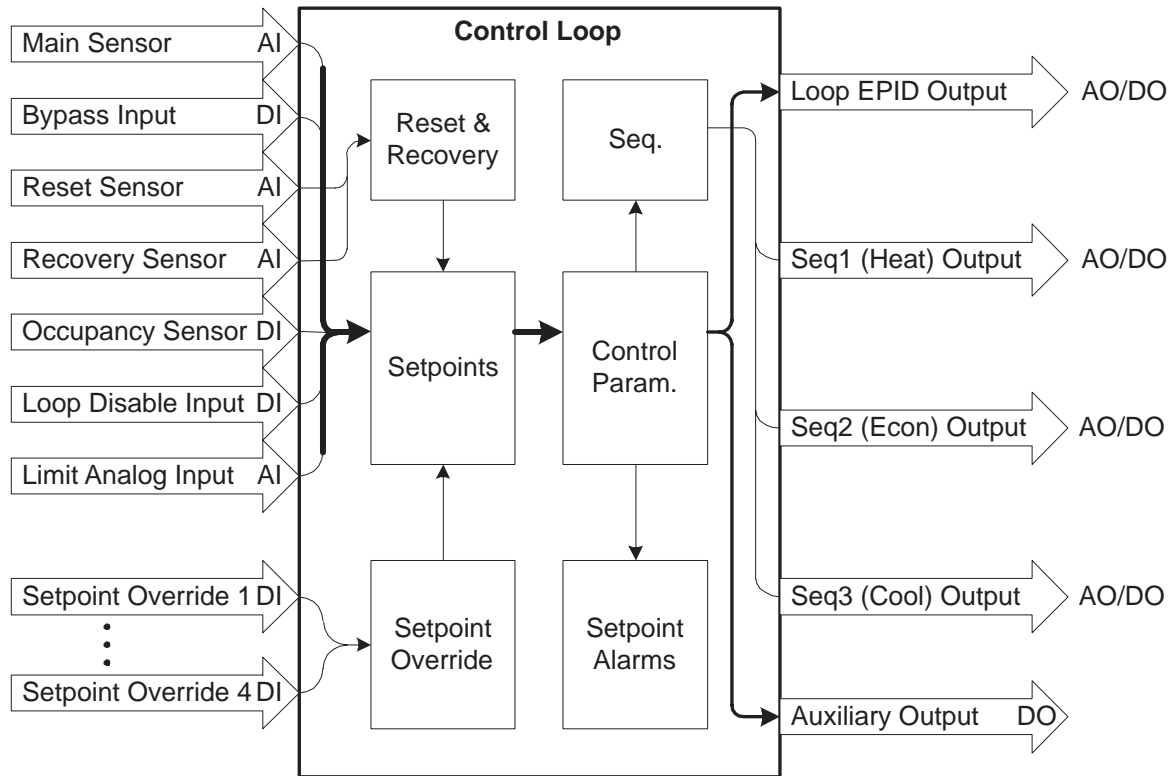 Control Loop
Main Sensor AI
Bypass Input DI
Reset Sensor AI
Recovery Sensor AI
Occupancy Sensor DI
Loop Disable Input DI
Limit Analog Input AI
Setpoint Override 1 DI
Setpoint Override 4 DI
Reset &
Recovery
Setpoints
Setpoint
Override
Seq.
Control
Param.
Setpoint
Alarms
Loop EPID Output AO/DO
Seq1 (Heat) Output AO/DO
Seq2 (Econ) Output AO/DO
Seq3 (Cool) Output AO/DO
Auxiliary Output DO